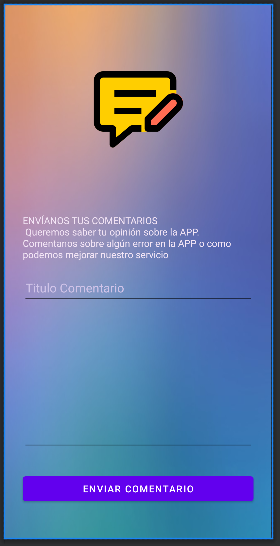 ENVÍANOS TUS COMENTARIOS
Queremos saber tu opinión sobre la APP.
Comentanos sobre algún error en la APP o como
podemos mejorar nuestro servicio
Titulo Comentario
ENVIAR COMENTARIO